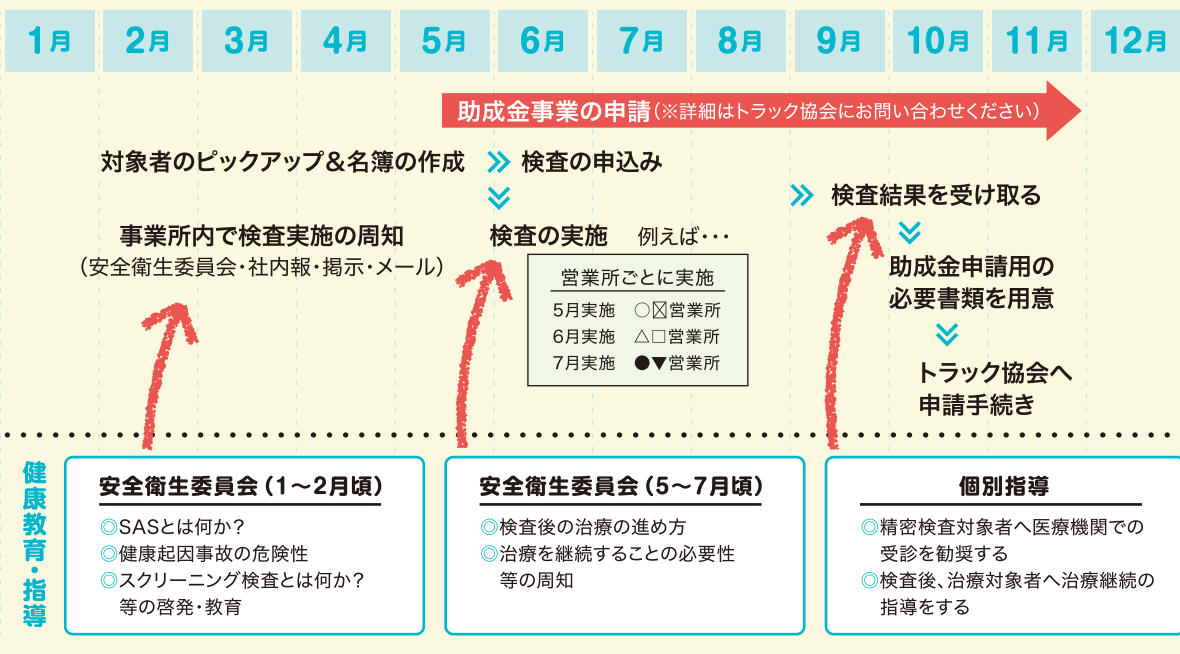 1月 2月 3月 4月 5月 6月 7月 8月 9月 10月 11月 12月
助成金事業の申請(※詳細はトラック協会にお問い合わせください)
対象者のピックアップ&名簿の作成
検査の申込み
事業所内で検査実施の周知
(安全衛生委員会・社内報・掲示・メール)
検査の実施 例えば・・・
営業所ごとに実施
5月実施 ○☒営業所
6月実施 △□営業所
7月実施 ●▼営業所
検査結果を受け取る
助成金申請用の
必要書類を用意
トラック協会へ
申請手続き
健康教育・指導
安全衛生委員会(1〜2月頃)
◎SASとは何か?
◎健康起因事故の危険性
◎スクリーニング検査とは何か?
等の啓発・教育
安全衛生委員会(5〜7月頃)
◎検査後の治療の進め方
◎治療を継続することの必要性
等の周知
個別指導
◎精密検査対象者へ医療機関での
受診を勧奨する
◎検査後、治療対象者へ治療継続の
指導をする